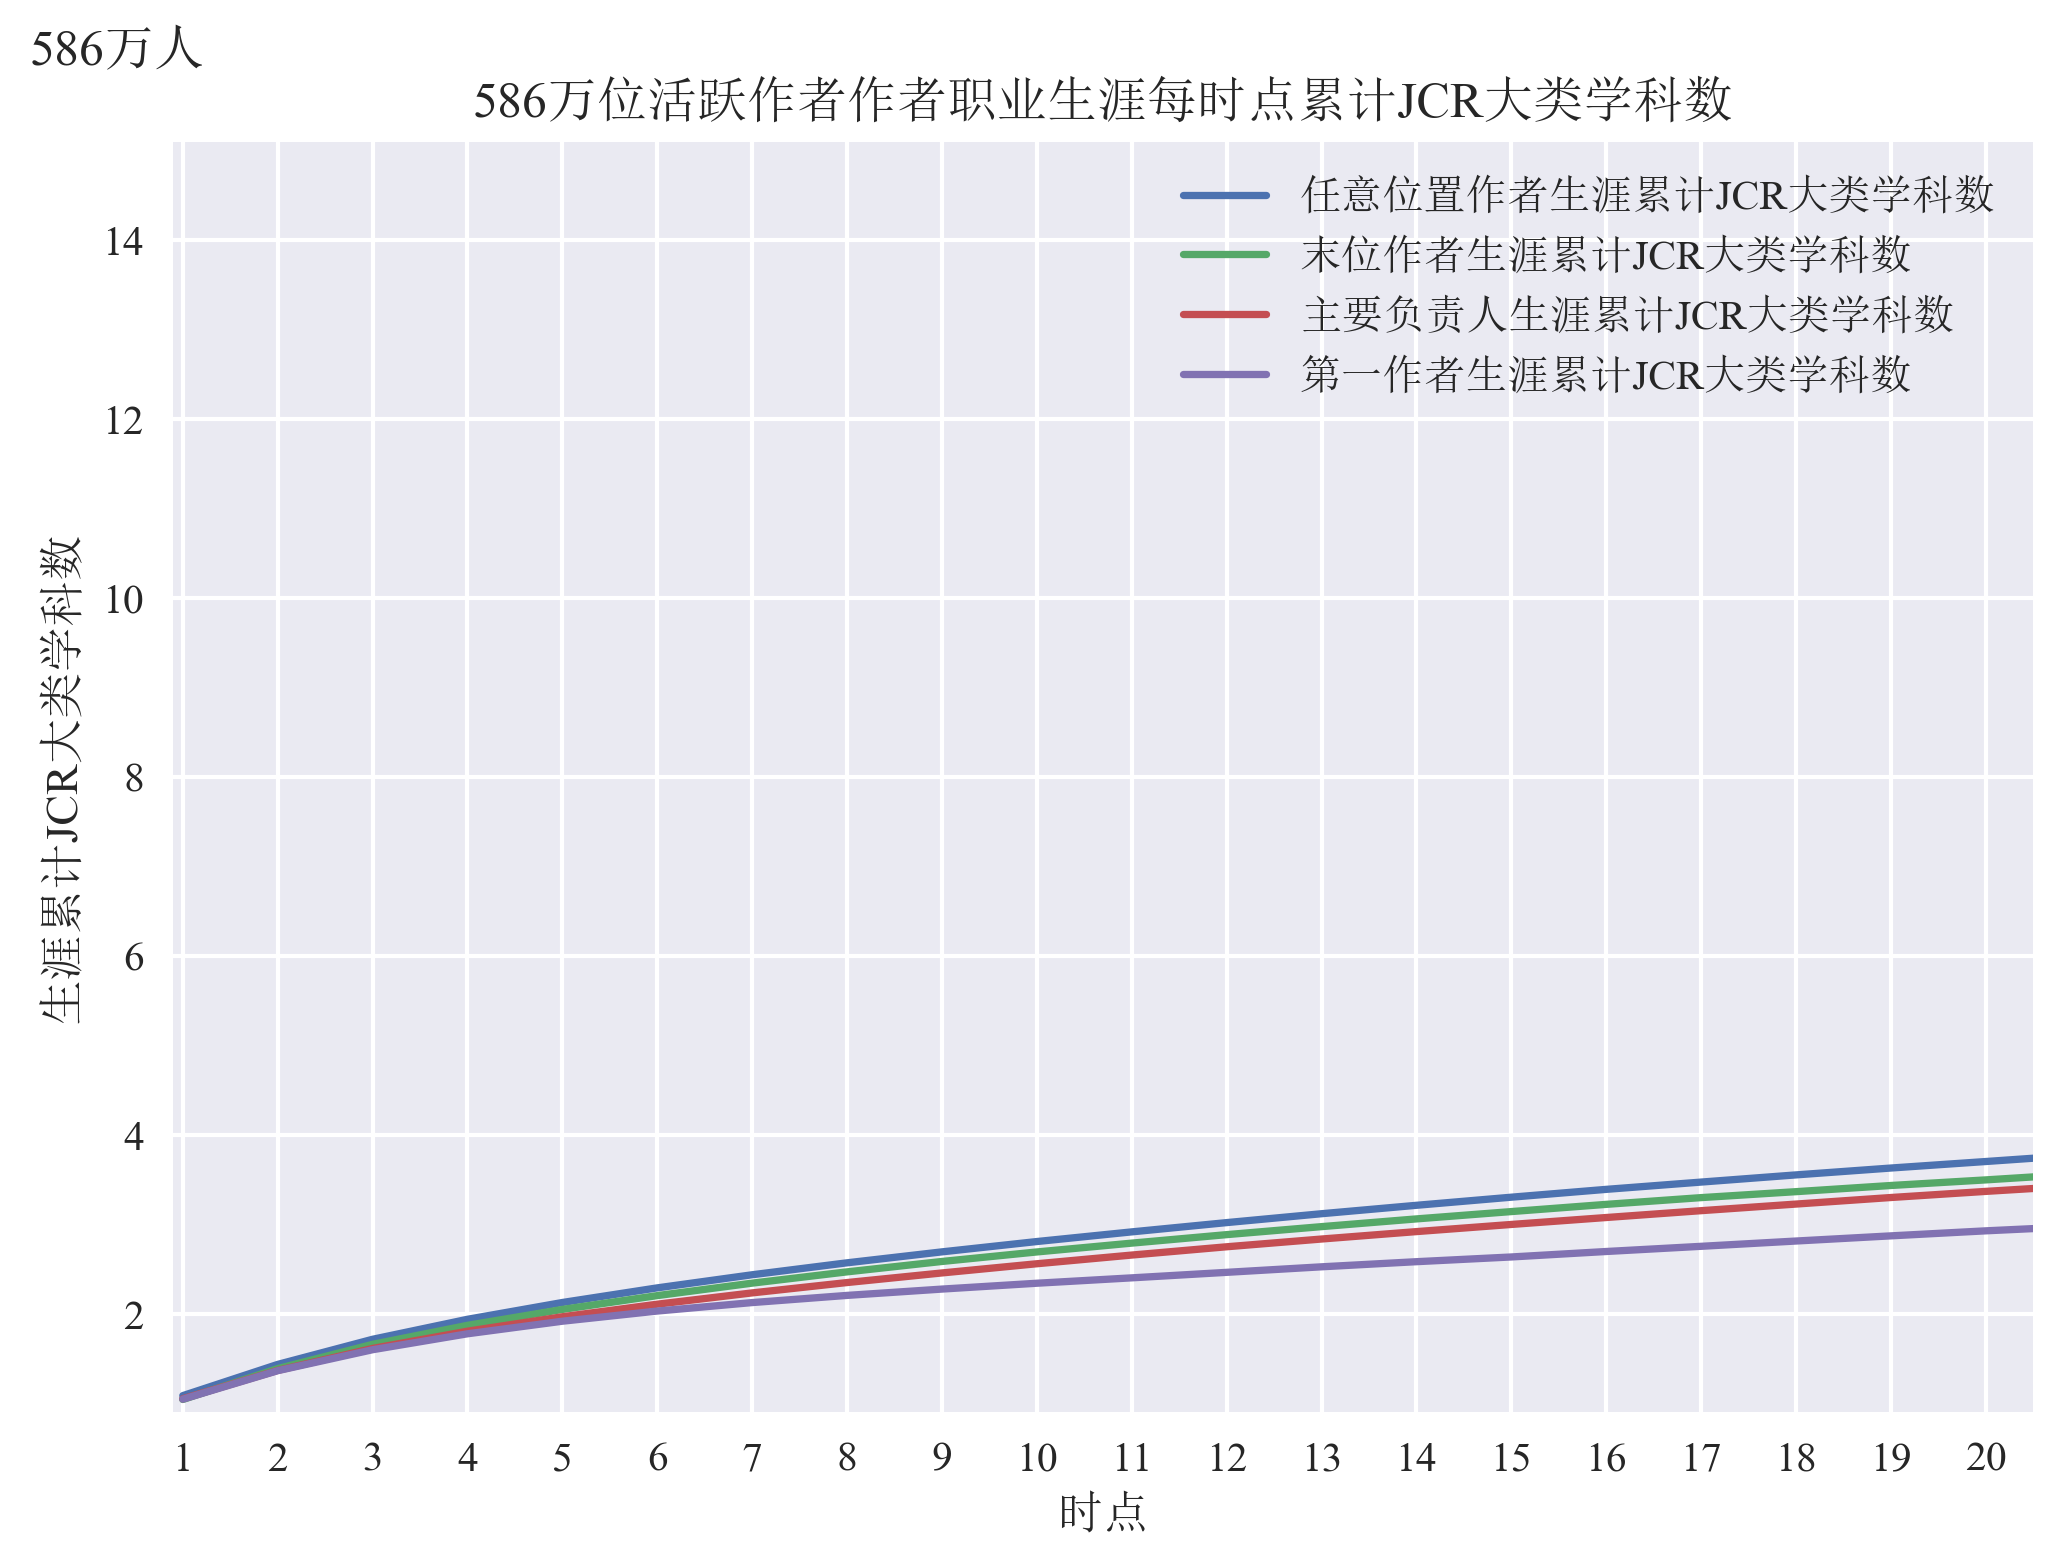 586万人
586万位活跃作者作者职业生涯每时点累计JCR大类学科数
任意位置作者生涯累计JCR大类学科数
末位作者生涯累计JCR大类学科数
主要负责人生涯累计JCR大类学科数
第一作者生涯累计JCR大类学科数
生涯累计JCR大类学科数
14
12
10
8
6
4
2
1 2 3 4 5 6 7 8 9 10 11 12 13 14 15 16 17 18 19 20
时点